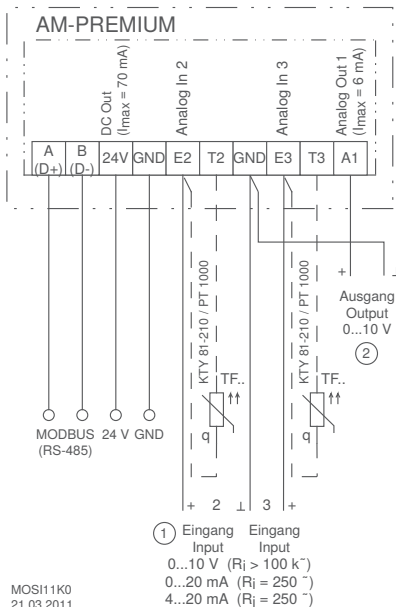 AM-PREMIUM
DC Out
(Imax = 70 mA)
Analog In 2
Analog In 3
Analog Out 1
(Imax = 6 mA)
A
(D+)
B
(D-)
24V
GND
E2
T2
GND
E3
T3
A1
KTY 81-210 / PT 1000
KTY 81-210 / PT 1000
+ -
Ausgang
Output
0...10 V
2
TF..
TF..
q
q
MODBUS
(RS-485)
24 V
GND
+ 2 ⊥ 3 +
1 Eingang Eingang
Input Input
0...10 V (Ri > 100 k¯)
0...20 mA (Ri = 250 ¯)
4...20 mA (Ri = 250 ¯)
MOSI11K0
21.03.2011